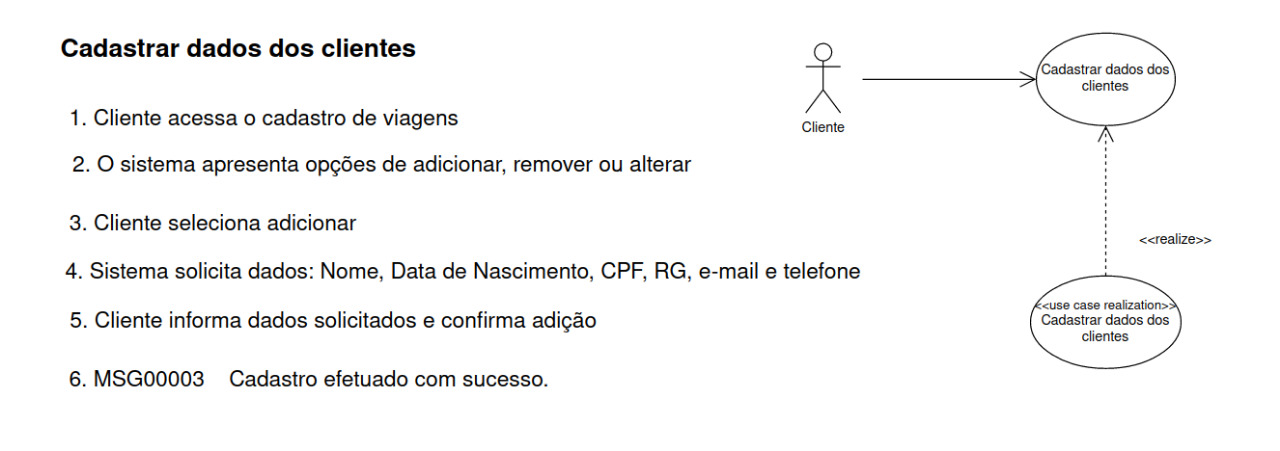 Cadastrar dados dos clientes
1. Cliente acessa o cadastro de viagens
2. O sistema apresenta opções de adicionar, remover ou alterar
3. Cliente seleciona adicionar
4. Sistema solicita dados: Nome, Data de Nascimento, CPF, RG, e-mail e telefone
5. Cliente informa dados solicitados e confirma adição
6. MSG00003 Cadastro efetuado com sucesso.
Cliente
Cadastrar dados dos
clientes
<<realize>>
<<use case realization>>
Cadastrar dados dos
clientes